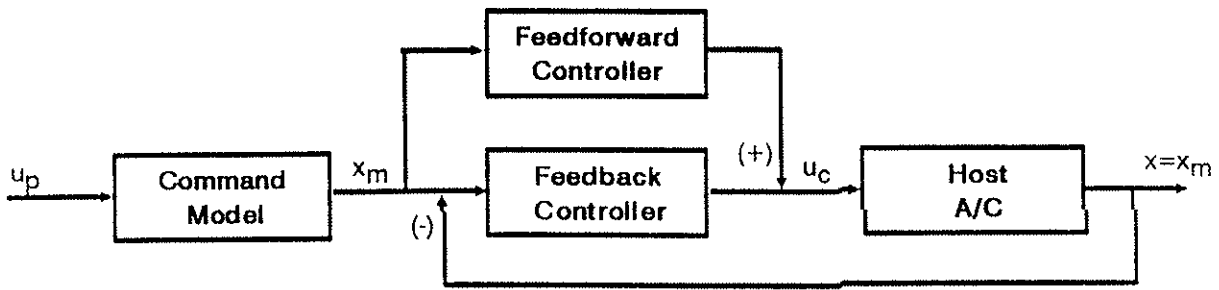 Feedforward
Controller
u_p
Command
Model
x_m
(-)
Feedback
Controller
(+)
u_c
Host
A/C
x=x_m